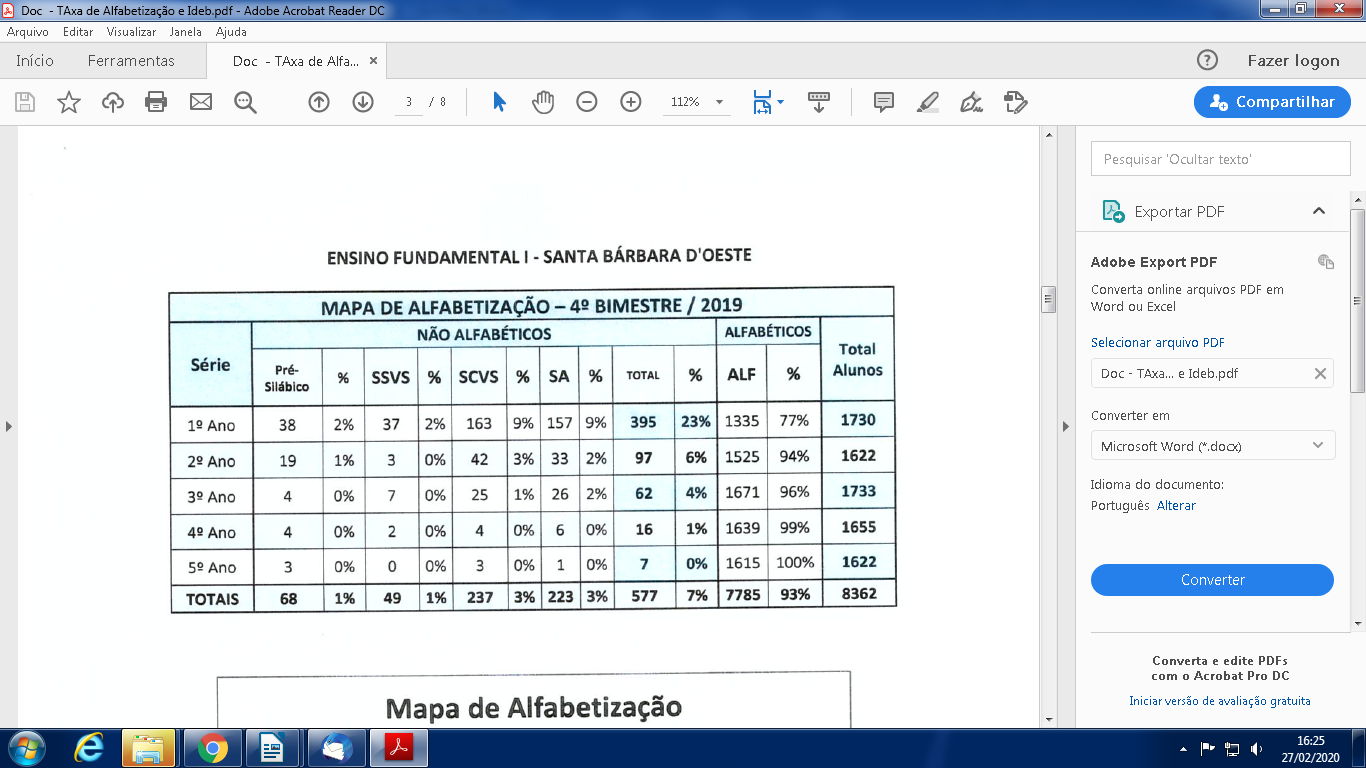 Doc - TAxa de Alfabetização e Ideb.pdf - Adobe Acrobat Reader DC
Arquivo Editar Visualizar Janela Ajuda
Início Ferramentas Doc - TAxa de Alfa... × Fazer logon
3 / 8 112% Compartilhar
ENSINO FUNDAMENTAL I - SANTA BÁRBARA D'OESTE
MAPA DE ALFABETIZAÇÃO – 4º BIMESTRE / 2019
Série NÃO ALFABÉTICOS ALFABÉTICOS Total Alunos
Pré-Silábico % SSVS % SCVS % SA % TOTAL % ALF %
1º Ano 38 2% 37 2% 163 9% 157 9% 395 23% 1335 77% 1730
2º Ano 19 1% 3 0% 42 3% 33 2% 97 6% 1525 94% 1622
3º Ano 4 0% 7 0% 25 1% 26 2% 62 4% 1671 96% 1733
4º Ano 4 0% 2 0% 4 0% 6 0% 16 1% 1639 99% 1655
5º Ano 3 0% 0 0% 3 0% 1 0% 7 0% 1615 100% 1622
TOTAIS 68 1% 49 1% 237 3% 223 3% 577 7% 7785 93% 8362
Mapa de Alfabetização
Pesquisar 'Ocultar texto'
Exportar PDF
Adobe Export PDF
Converta online arquivos PDF em
Word ou Excel
Selecionar arquivo PDF
Doc - TAxa... e Ideb.pdf
Converter em
Microsoft Word (*.docx)
Idioma do documento:
Português Alterar
Converter
Converta e edite PDFs
com o Acrobat Pro DC
Iniciar versão de avaliação gratuita
16:25
27/02/2020